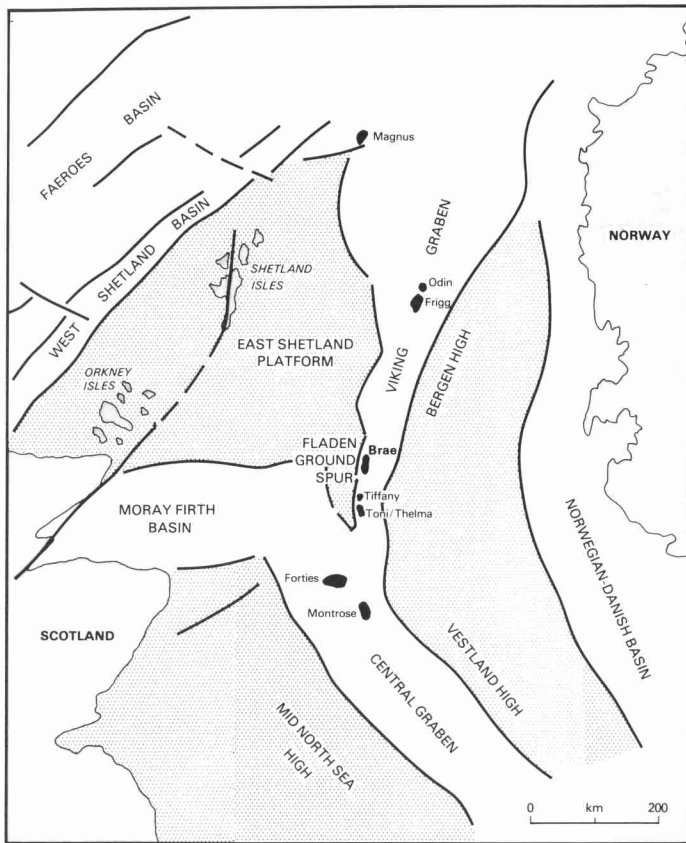 Magnus
FAEROES BASIN
WEST SHETLAND BASIN
SHETLAND
ISLES
NORWAY
VIKING GRABEN
Odin
Frigg
EAST SHETLAND
PLATFORM
BERGEN HIGH
ORKNEY
ISLES
FLADEN
GROUND
SPUR
Brae
Tiffany
Toni/Thelma
MORAY FIRTH
BASIN
NORWEGIAN-DANISH BASIN
Forties
Montrose
SCOTLAND
VESTLAND HIGH
CENTRAL GRABEN
MID NORTH SEA
HIGH
0 km 200